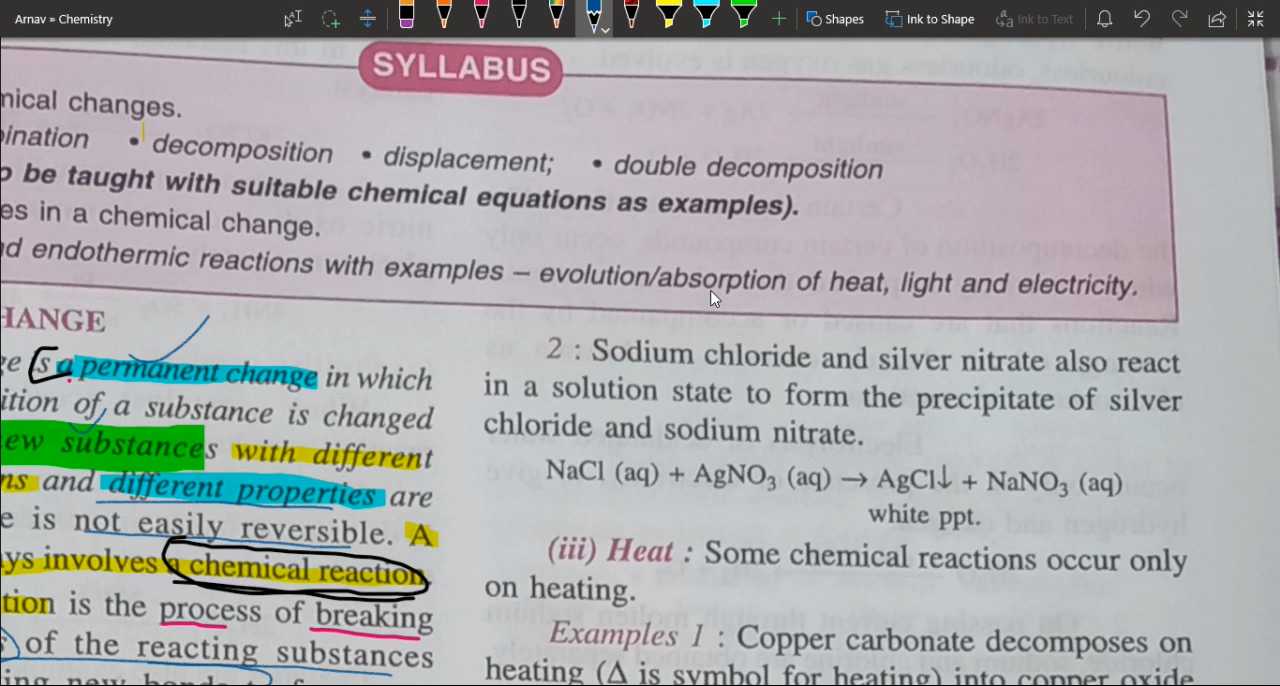 Arnav » Chemistry
Shapes
Ink to Shape
Ink to Text
SYLLABUS
nical changes.
• decomposition • displacement; • double decomposition
be taught with suitable chemical equations as examples).
es in a chemical change.
endothermic reactions with examples – evolution/absorption of heat, light and electricity.
HANGE
is a permanent change in which
ition of a substance is changed
ew substances with different
ns and different properties are
e is not easily reversible. A
ys involves a chemical reaction
tion is the process of breaking
of the reacting substances
2 : Sodium chloride and silver nitrate also react
in a solution state to form the precipitate of silver
chloride and sodium nitrate.
NaCl (aq) + AgNO₃ (aq) → AgCl↓ + NaNO₃ (aq)
white ppt.
(iii) Heat : Some chemical reactions occur only
on heating.
Examples 1 : Copper carbonate decomposes on
heating (Δ is symbol for heating) into copper oxide